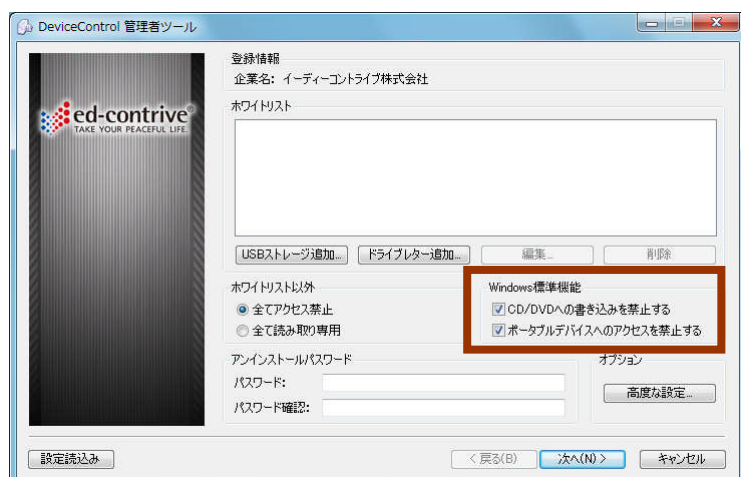 DeviceControl 管理者ツール
登録情報
企業名: イーディーコントライブ株式会社
ed-contrive®
TAKE YOUR PEACEFUL LIFE.
ホワイトリスト
USBストレージ追加... ドライブレター追加... 編集... 削除
ホワイトリスト以外
全てアクセス禁止
全て読み取り専用
Windows標準機能
CD/DVDへの書き込みを禁止する
ポータブルデバイスへのアクセスを禁止する
アンインストールパスワード
パスワード:
パスワード確認:
オプション
高度な設定...
設定読込み < 戻る(B) 次へ(N) > キャンセル